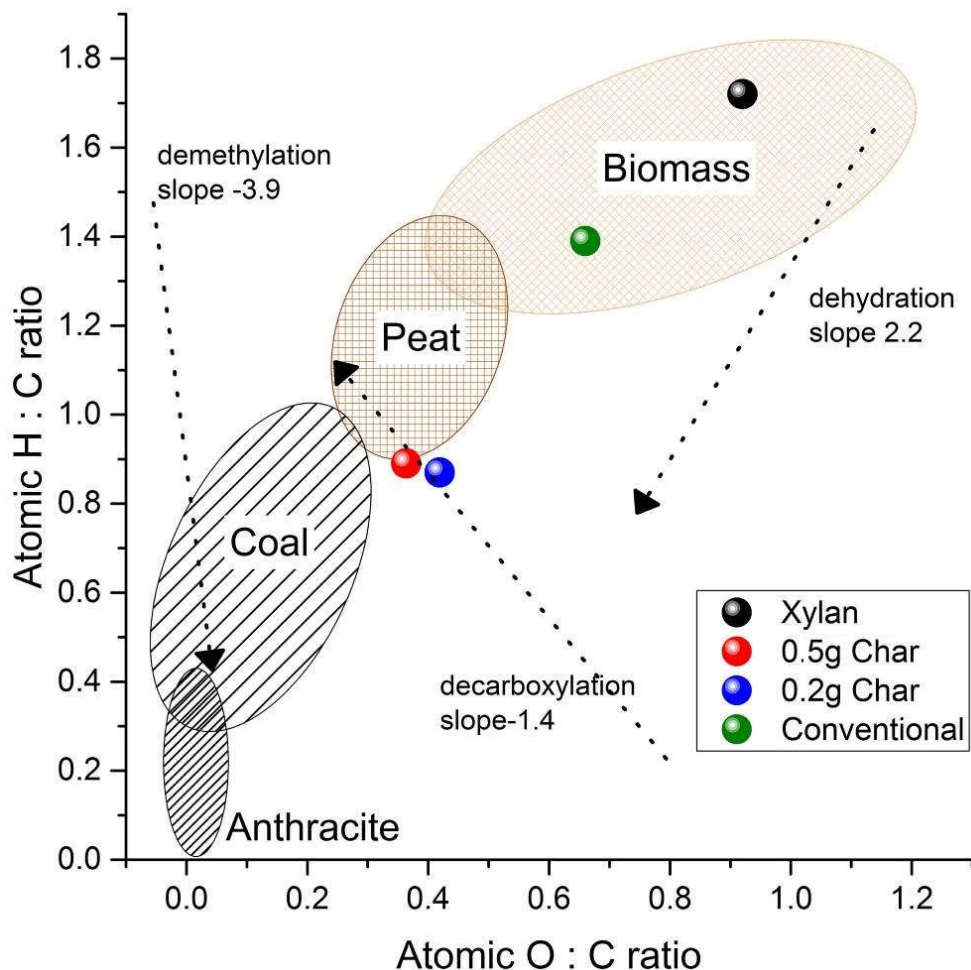 Atomic H : C ratio
1.8
1.6
1.4
1.2
1.0
0.8
0.6
0.4
0.2
0.0
demethylation
slope -3.9
Biomass
dehydration
slope 2.2
Peat
Coal
decarboxylation
slope-1.4
Anthracite
Xylan
0.5g Char
0.2g Char
Conventional
0.0 0.2 0.4 0.6 0.8 1.0 1.2
Atomic O : C ratio